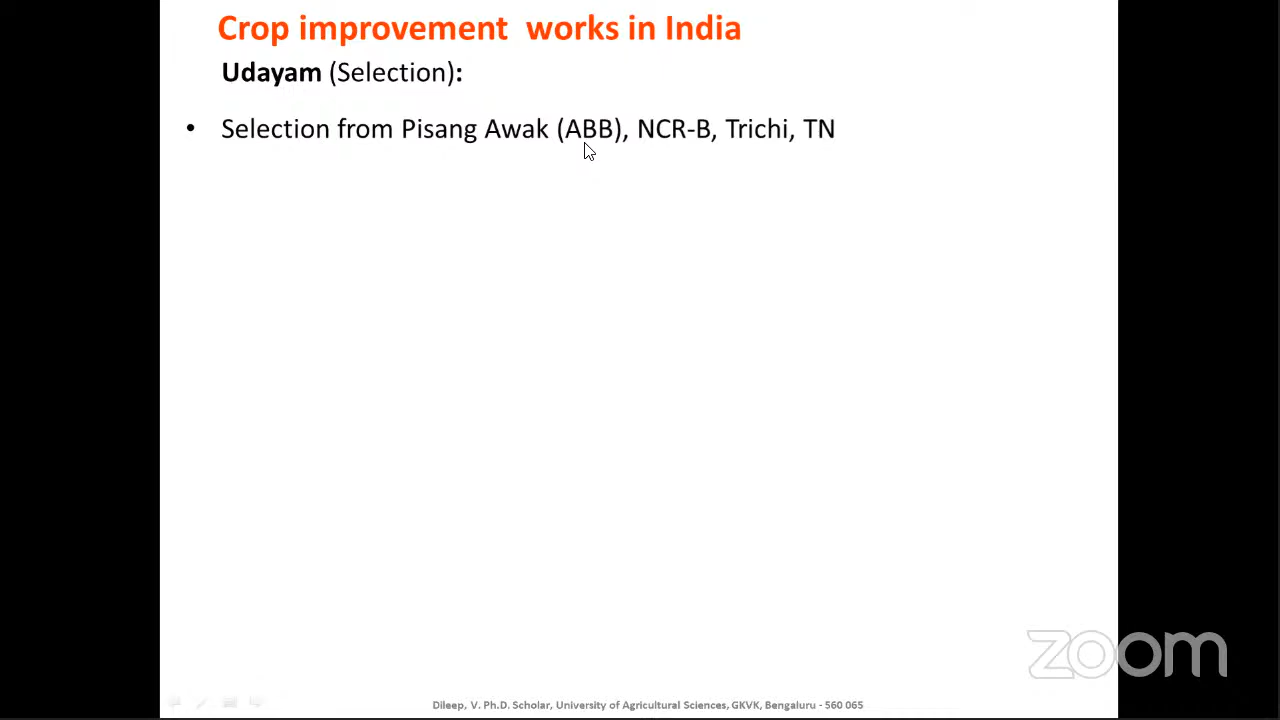 Crop improvement works in India
Udayam (Selection):
• Selection from Pisang Awak (ABB), NCR-B, Trichi, TN
zoom
Dileep, V. Ph.D. Scholar, University of Agricultural Sciences, GKVK, Bengaluru - 560 065